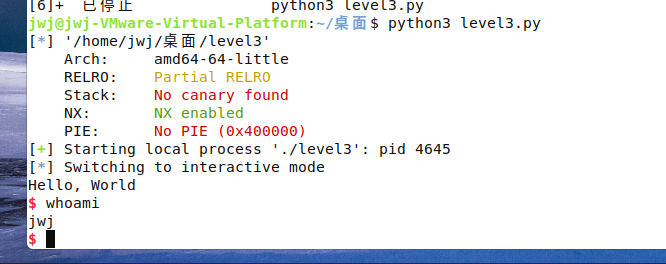 [6]+  已停止                  python3 level3.py
jwj@jwj-VMware-Virtual-Platform:~/桌面$ python3 level3.py
[*] '/home/jwj/桌面/level3'
    Arch:     amd64-64-little
    RELRO:    Partial RELRO
    Stack:    No canary found
    NX:       NX enabled
    PIE:      No PIE (0x400000)
[+] Starting local process './level3': pid 4645
[*] Switching to interactive mode
Hello, World
$ whoami
jwj
$